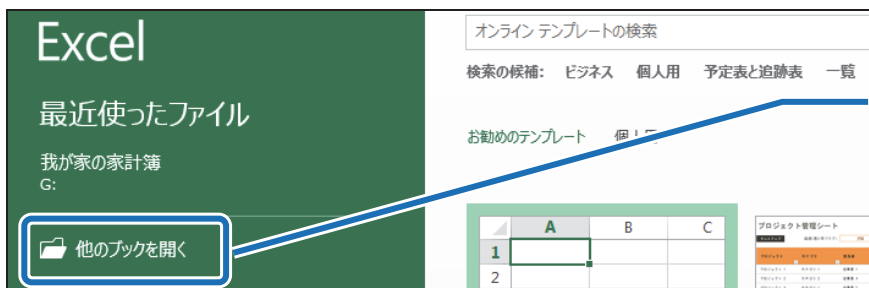 Excel
最近使ったファイル
我が家の家計簿
G:
他のブックを開く
オンライン テンプレートの検索
検索の候補: ビジネス 個人用 予定表と追跡表 一覧
お勧めのテンプレート
A B C
1
2
プロジェクト管理シート